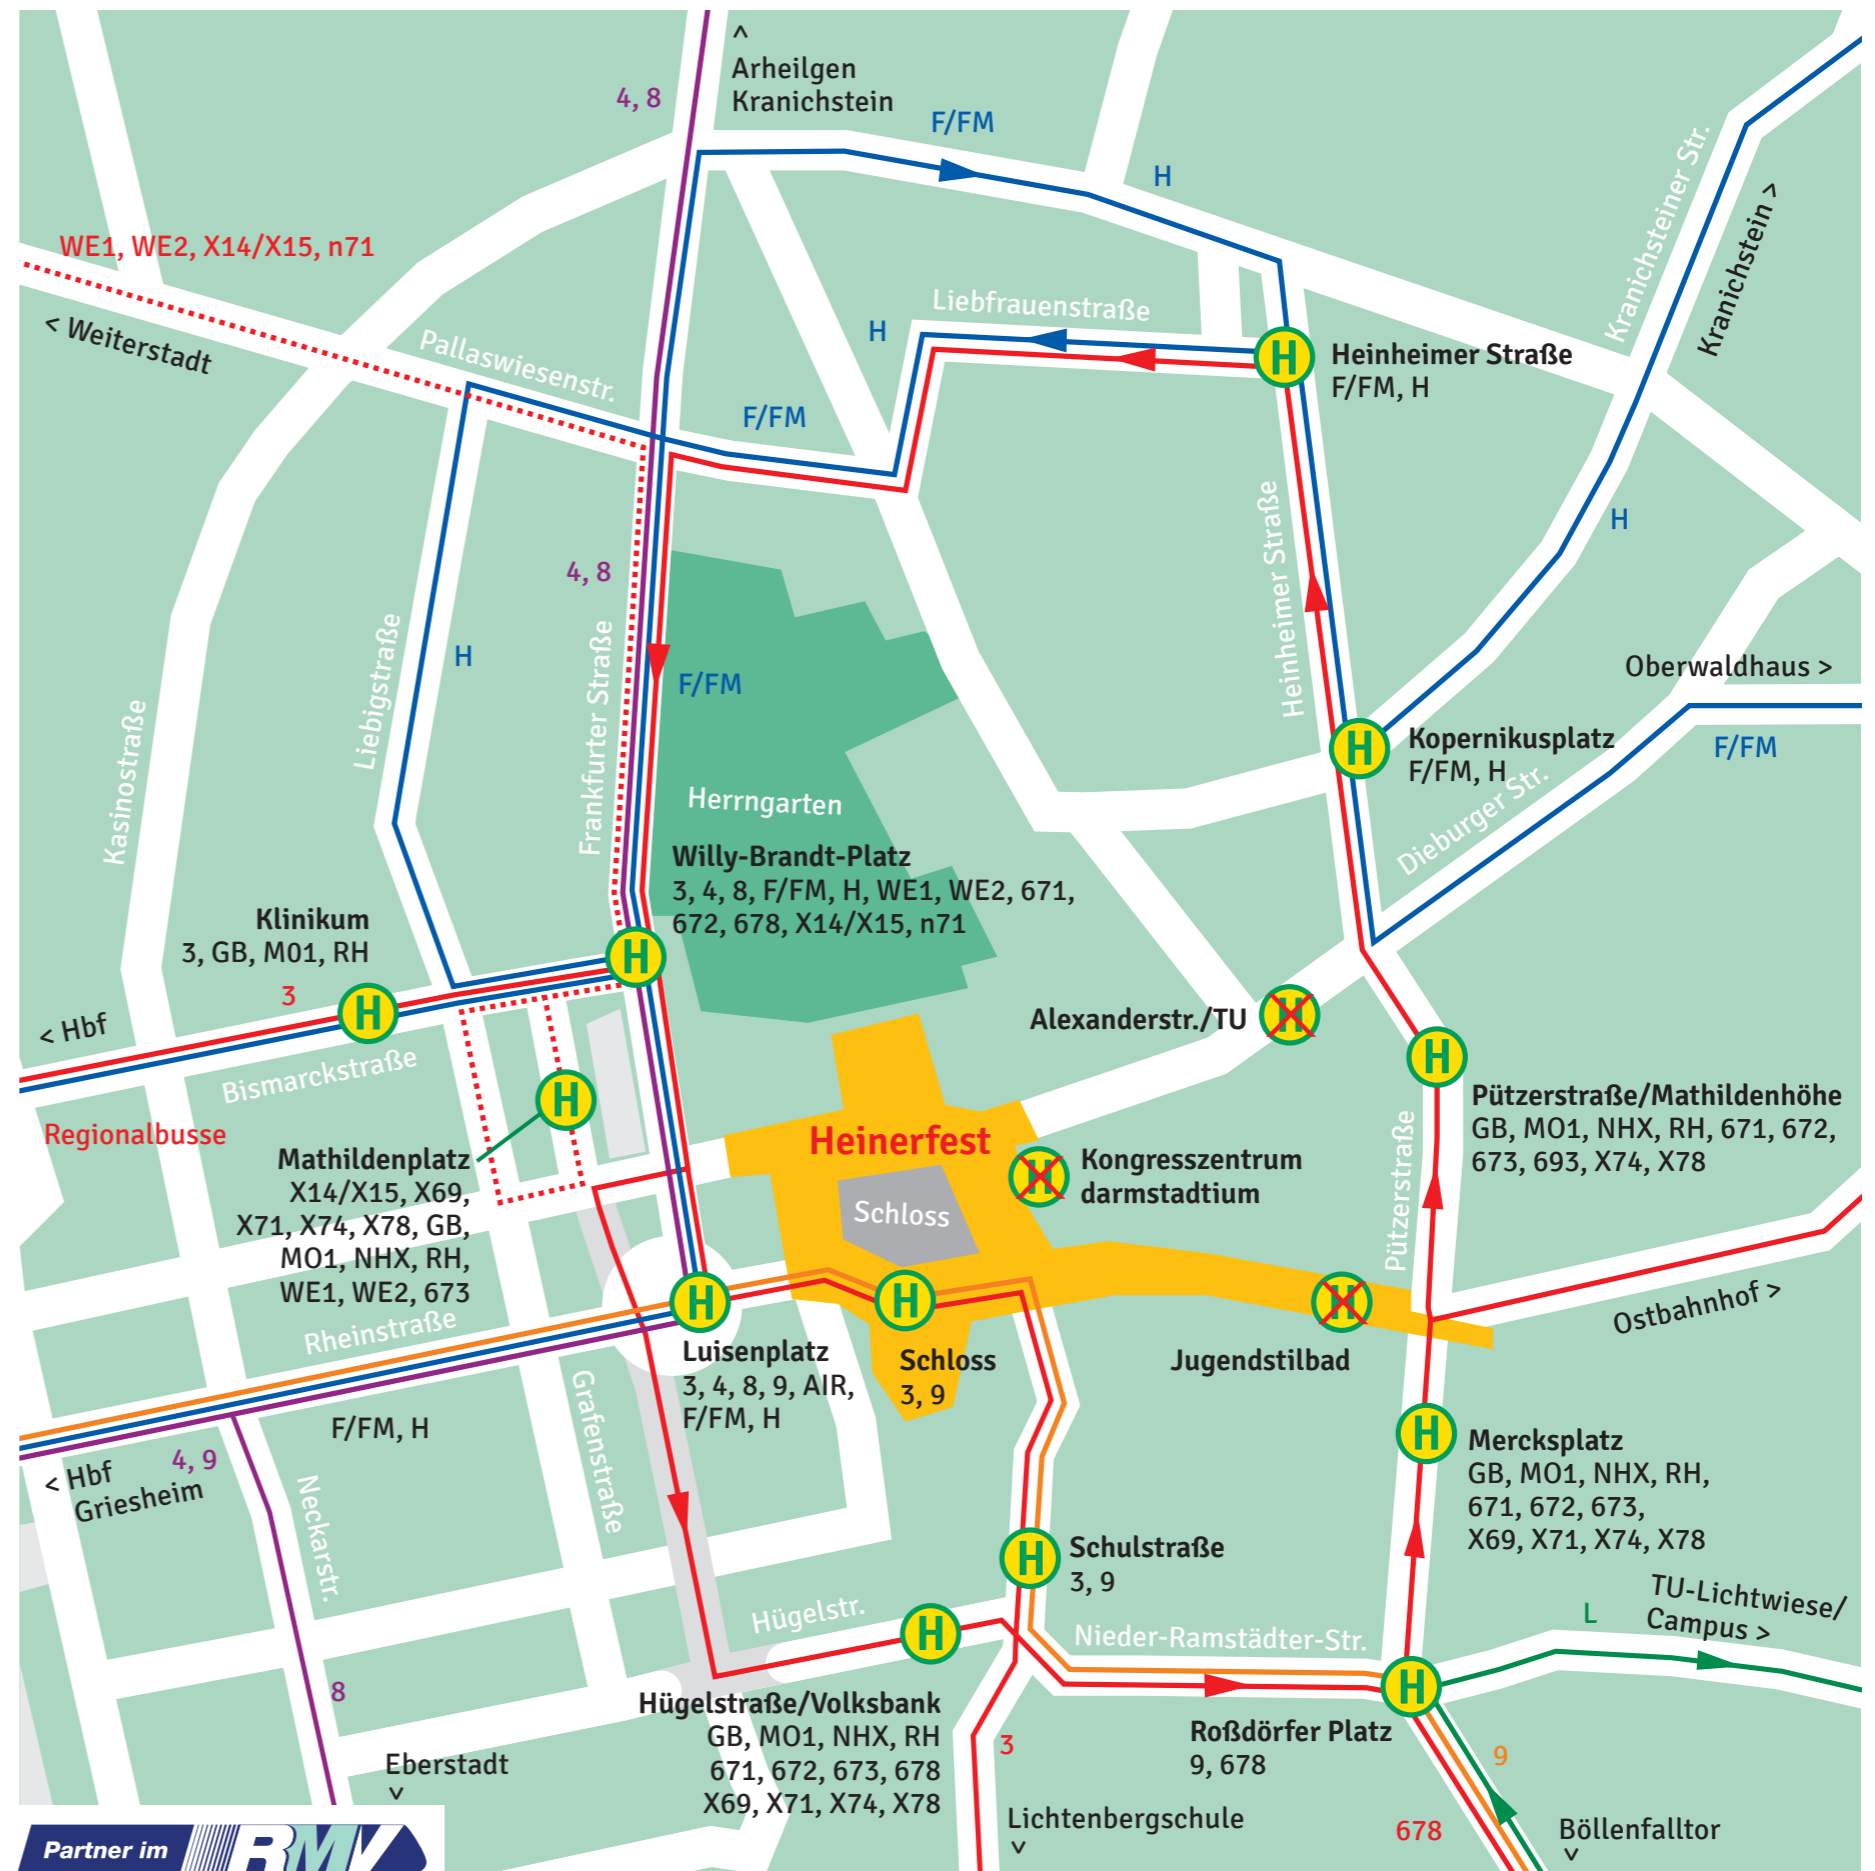 ^
Arheilgen
Kranichstein
4, 8
F/FM
H
Kranichsteiner Str.
Kranichstein >
WE1, WE2, X14/X15, n71
< Weiterstadt
Pallaswiesenstr.
Liebfrauenstraße
H
Heinheimer Straße
F/FM, H
F/FM
H
Heinheimer Straße
H
4, 8
Liebigstraße
H
Frankfurter Straße
F/FM
Oberwaldhaus >
F/FM
Kasinostraße
Herrngarten
Kopernikusplatz
F/FM, H
H
Dieburger Str.
Willy-Brandt-Platz
3, 4, 8, F/FM, H, WE1, WE2, 671,
672, 678, X14/X15, n71
H
Klinikum
3, GB, M01, RH
H
3
< Hbf
Bismarckstraße
Regionalbusse
Alexanderstr./TU
H
H
Pützerstraße/Mathildenhöhe
GB, MO1, NHX, RH, 671, 672,
673, 693, X74, X78
Pützerstraße
H
Mathildenplatz
X14/X15, X69,
X71, X74, X78, GB,
MO1, NHX, RH,
WE1, WE2, 673
Heinerfest
Schloss
H
Kongresszentrum
darmstadtium
Rheinstraße
H
Luisenplatz
3, 4, 8, 9, AIR,
F/FM, H
H
Schloss
3, 9
H
Jugendstilbad
Ostbahnhof >
F/FM, H
4, 9
< Hbf
Griesheim
Neckarstr.
Grafenstraße
H
Mercksplatz
GB, MO1, NHX, RH,
671, 672, 673,
X69, X71, X74, X78
H
Schulstraße
3, 9
Hügelstr.
H
Nieder-Ramstädter-Str.
L
TU-Lichtwiese/
Campus >
8
Hügelstraße/Volksbank
GB, MO1, NHX, RH
671, 672, 673, 678
X69, X71, X74, X78
3
H
Roßdörfer Platz
9, 678
9
Eberstadt
v
Lichtenbergschule
v
678
Böllenfalltor
v
Partner im
RMV